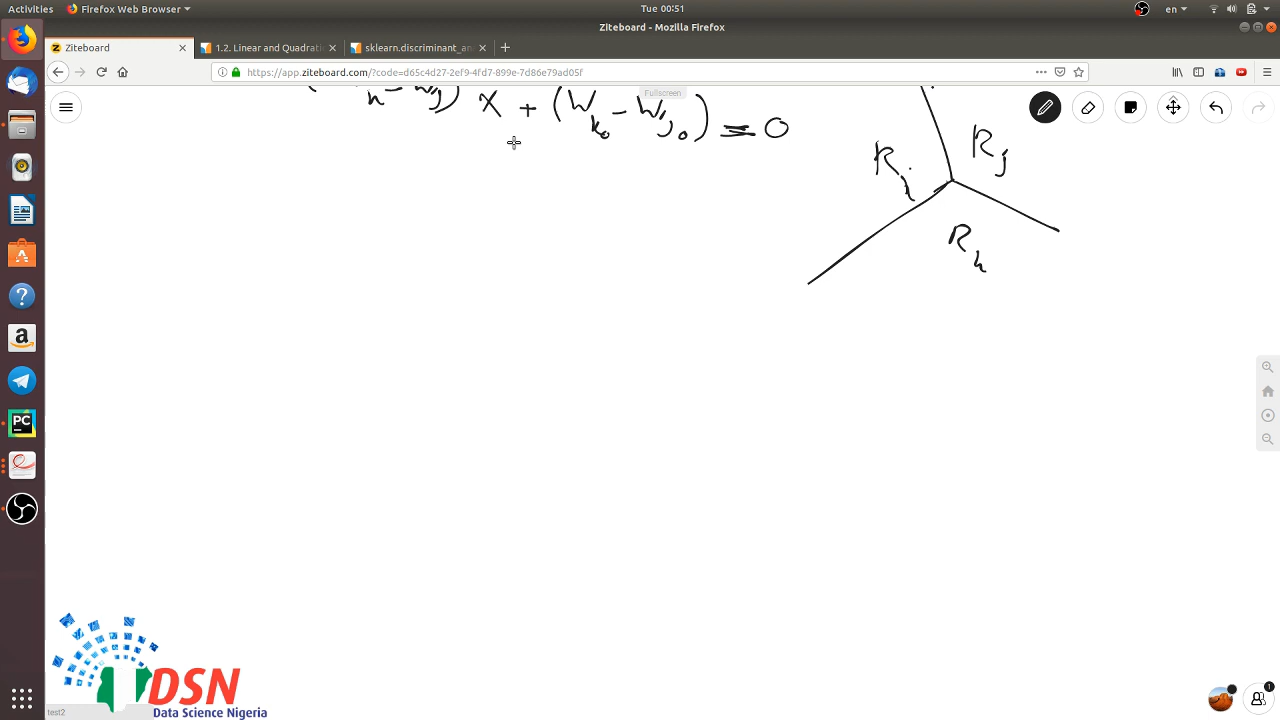 Activities Firefox Web Browser Tue 00:51 en
Ziteboard - Mozilla Firefox
Ziteboard 1.2. Linear and Quadrati sklearn.discriminant_an
https://app.ziteboard.com/?code=d65c4d27-2ef9-4fd7-899e-7d86e79ad05f
Fullscreen
X + (W_k0 - W_j0) = 0
R_i
R_j
R_k
PC
1
DSN
Data Science Nigeria
test2